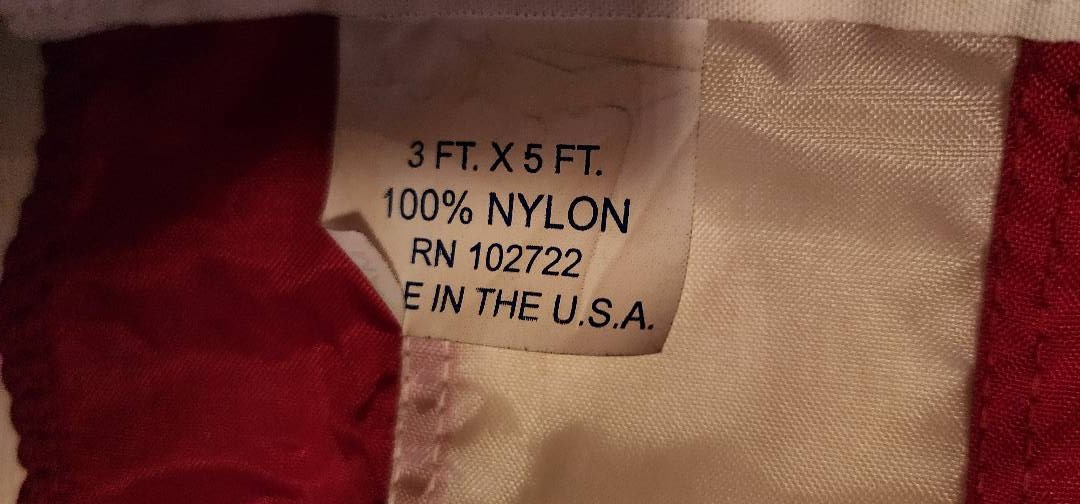 3 FT. X 5 FT.
100% NYLON
RN 102722
E IN THE U.S.A.